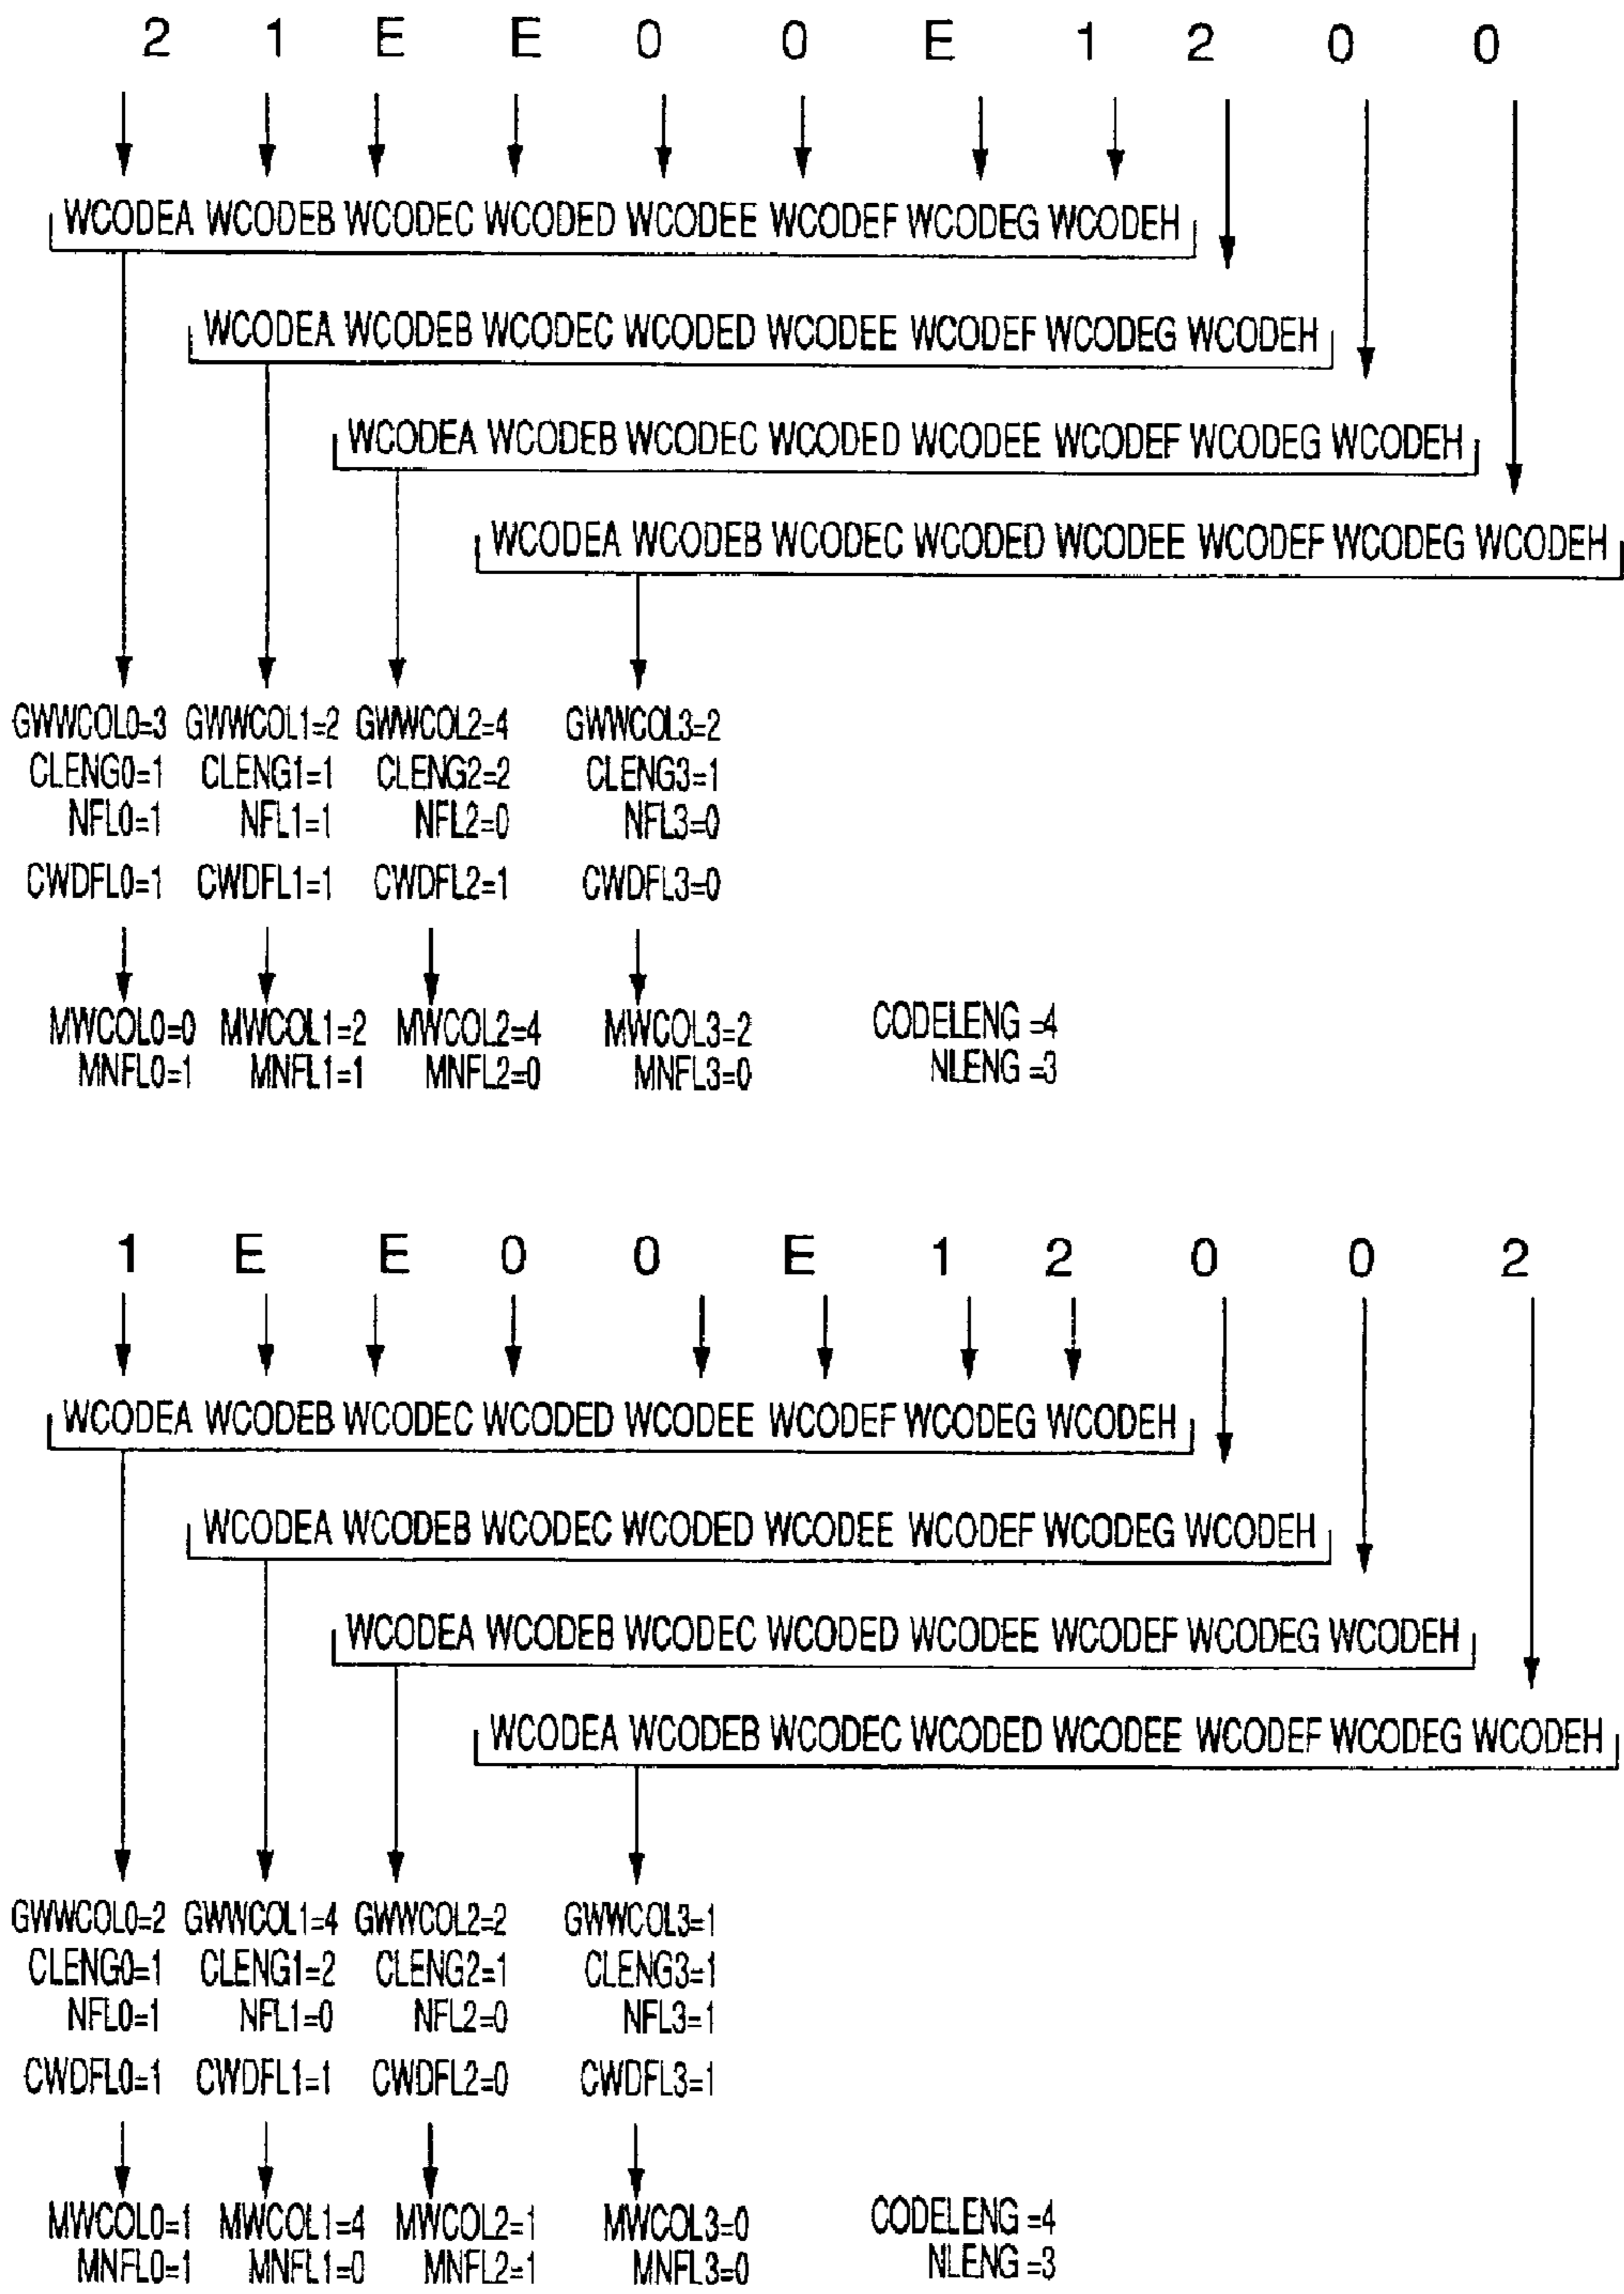 2 1 E E 0 0 E 1 2 0 0
WCODEA WCODEB WCODEC WCODED WCODEE WCODEF WCODEG WCODEH
WCODEA WCODEB WCODEC WCODED WCODEE WCODEF WCODEG WCODEH
WCODEA WCODEB WCODEC WCODED WCODEE WCODEF WCODEG WCODEH
WCODEA WCODEB WCODEC WCODED WCODEE WCODEF WCODEG WCODEH
GWWCOL0=3 GWWCOL1=2 GWWCOL2=4 GWWCOL3=2
CLENG0=1 CLENG1=1 CLENG2=2 CLENG3=1
NFL0=1 NFL1=1 NFL2=0 NFL3=0
CWDFL0=1 CWDFL1=1 CWDFL2=1 CWDFL3=0
MWCOL0=0 MWCOL1=2 MWCOL2=4 MWCOL3=2 CODELENG =4
MNFL0=1 MNFL1=1 MNFL2=0 MNFL3=0 NLENG =3
1 E E 0 0 E 1 2 0 0 2
WCODEA WCODEB WCODEC WCODED WCODEE WCODEF WCODEG WCODEH
WCODEA WCODEB WCODEC WCODED WCODEE WCODEF WCODEG WCODEH
WCODEA WCODEB WCODEC WCODED WCODEE WCODEF WCODEG WCODEH
WCODEA WCODEB WCODEC WCODED WCODEE WCODEF WCODEG WCODEH
GWWCOL0=2 GWWCOL1=4 GWWCOL2=2 GWWCOL3=1
CLENG0=1 CLENG1=2 CLENG2=1 CLENG3=1
NFL0=1 NFL1=0 NFL2=0 NFL3=1
CWDFL0=1 CWDFL1=1 CWDFL2=0 CWDFL3=1
MWCOL0=1 MWCOL1=4 MWCOL2=1 MWCOL3=0 CODELENG =4
MNFL0=1 MNFL1=0 MNFL2=1 MNFL3=0 NLENG =3